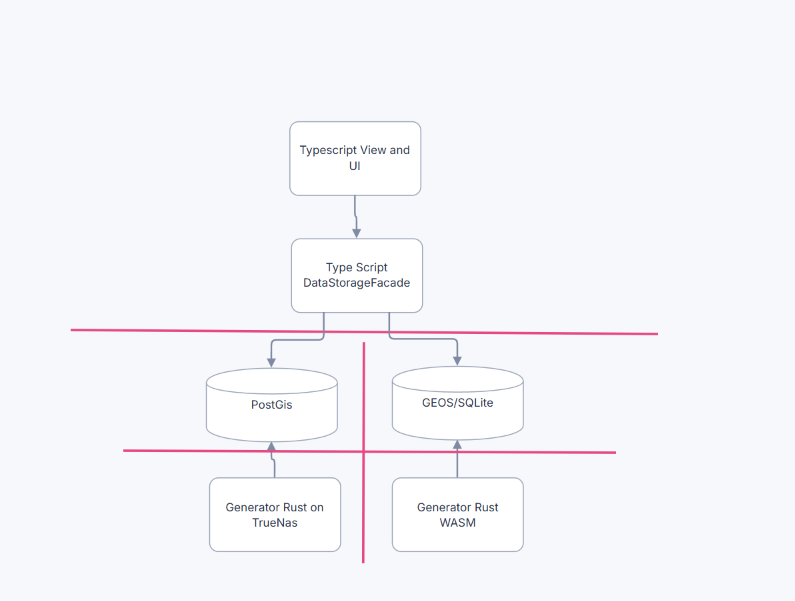 Typescript View and
UI
Type Script
DataStorageFacade
PostGis
GEOS/SQLite
Generator Rust on
TrueNas
Generator Rust
WASM